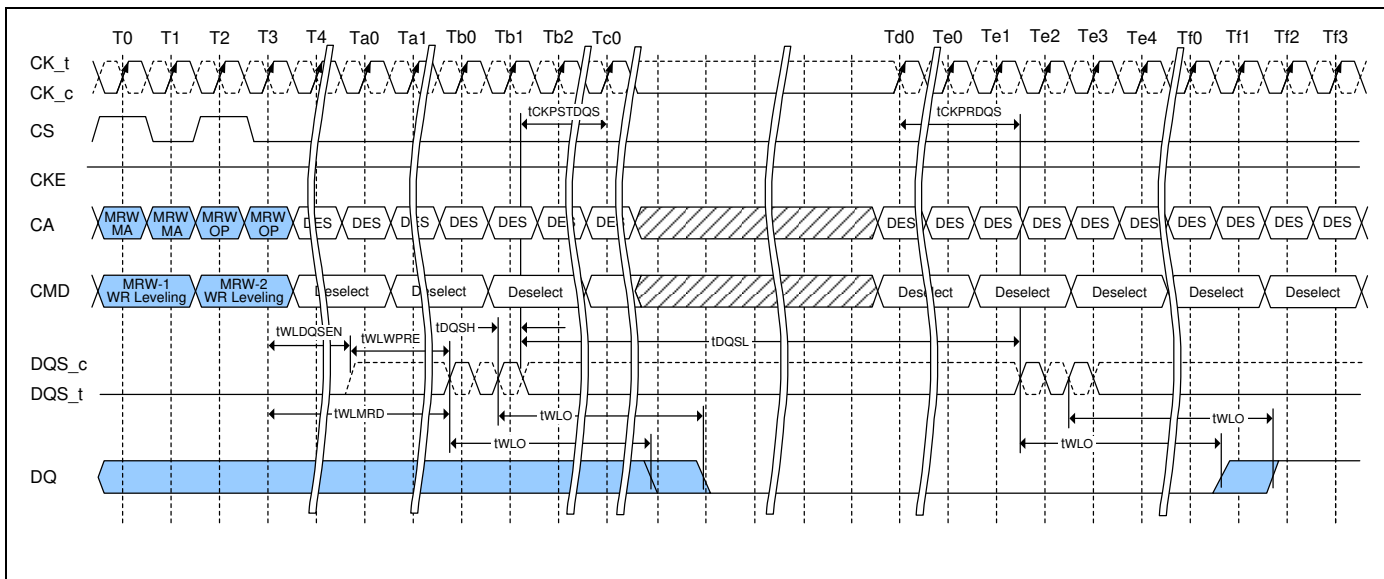 T0 T1 T2 T3 T4 Ta0 Ta1 Tb0 Tb1 Tb2 Tc0 Td0 Te0 Te1 Te2 Te3 Te4 Tf0 Tf1 Tf2 Tf3
CK_t
CK_c
tCKPSTDQS tCKPRDQS
CS
CKE
CA MRW MA MRW MA MRW OP MRW OP DES DES DES DES DES DES DES DES DES DES DES DES DES DES DES DES DES
CMD MRW-1 WR Leveling MRW-2 WR Leveling Deselect Deselect Deselect Deselect Deselect Deselect Deselect Deselect
tWLDQSEN tWLWPRE tDQSH tDQSL
DQS_c
DQS_t
tWLMRD tWLO tWLO
tWLO tWLO
DQ